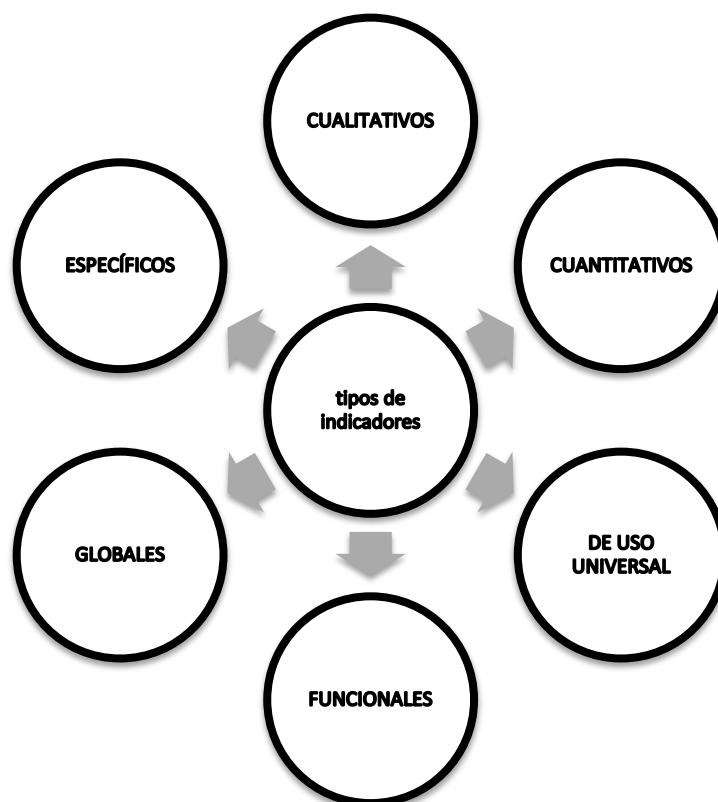 CUALITATIVOS
ESPECÍFICOS
CUANTITATIVOS
tipos de
indicadores
GLOBALES
DE USO
UNIVERSAL
FUNCIONALES